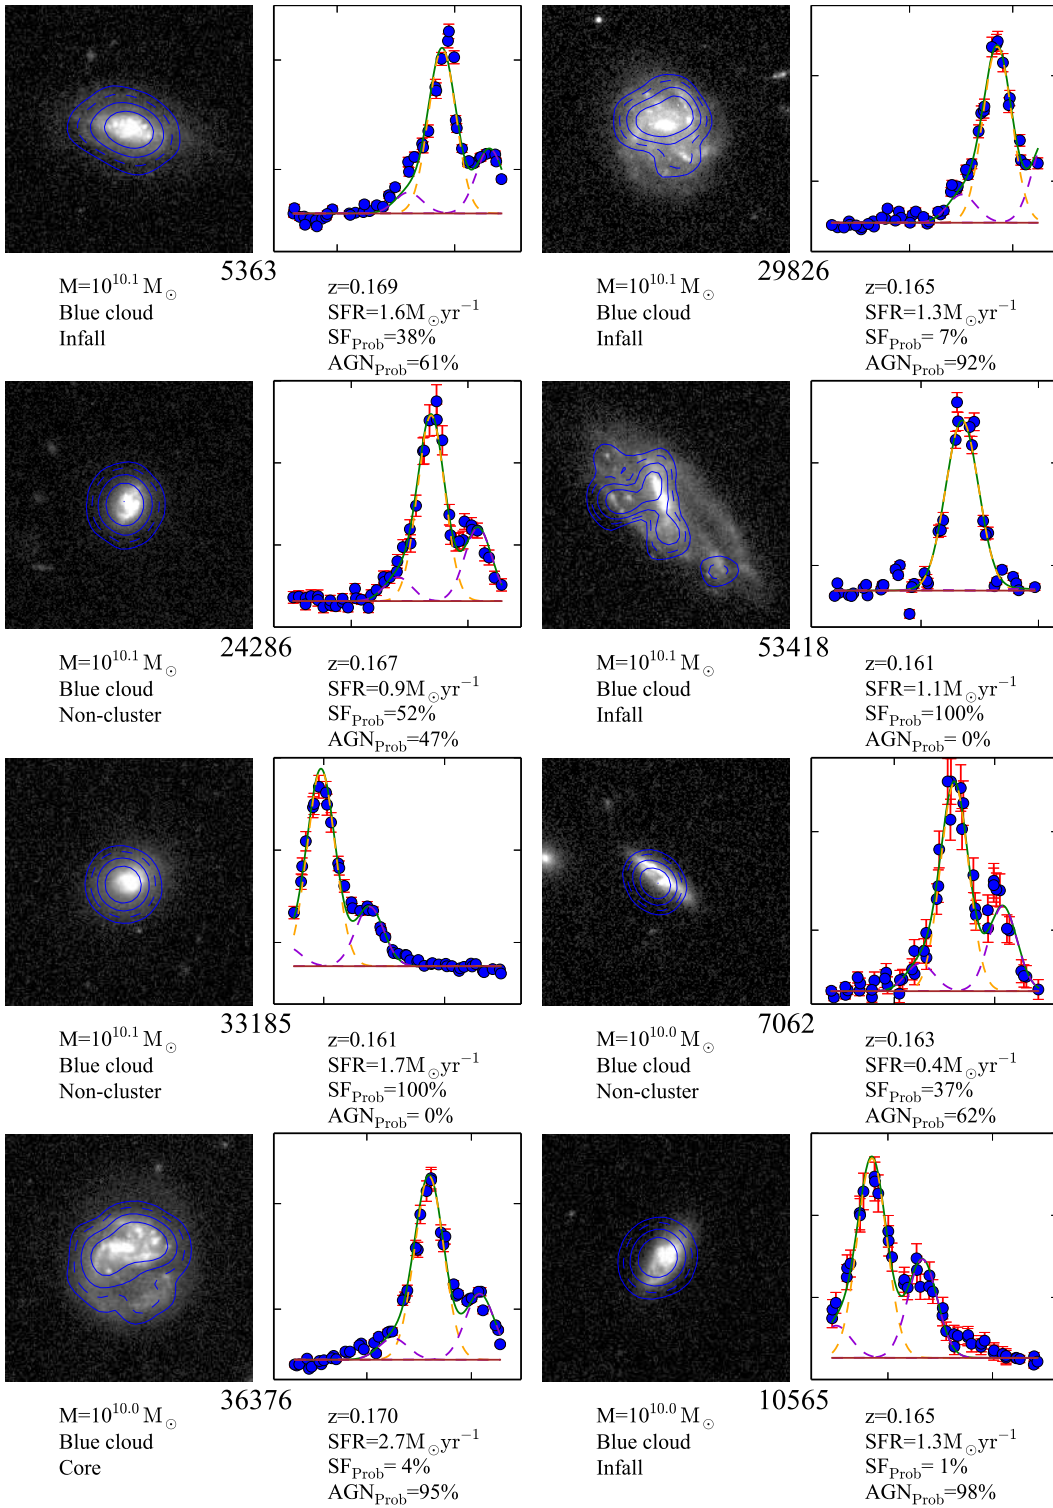 5363
M=10^10.1 M⊙
Blue cloud
Infall
z=0.169
SFR=1.6M⊙yr^−1
SF_Prob=38%
AGN_Prob=61%
29826
M=10^10.1 M⊙
Blue cloud
Infall
z=0.165
SFR=1.3M⊙yr^−1
SF_Prob= 7%
AGN_Prob=92%
24286
M=10^10.1 M⊙
Blue cloud
Non-cluster
z=0.167
SFR=0.9M⊙yr^−1
SF_Prob=52%
AGN_Prob=47%
53418
M=10^10.1 M⊙
Blue cloud
Infall
z=0.161
SFR=1.1M⊙yr^−1
SF_Prob=100%
AGN_Prob= 0%
33185
M=10^10.1 M⊙
Blue cloud
Non-cluster
z=0.161
SFR=1.7M⊙yr^−1
SF_Prob=100%
AGN_Prob= 0%
7062
M=10^10.0 M⊙
Blue cloud
Non-cluster
z=0.163
SFR=0.4M⊙yr^−1
SF_Prob=37%
AGN_Prob=62%
36376
M=10^10.0 M⊙
Blue cloud
Core
z=0.170
SFR=2.7M⊙yr^−1
SF_Prob= 4%
AGN_Prob=95%
10565
M=10^10.0 M⊙
Blue cloud
Infall
z=0.165
SFR=1.3M⊙yr^−1
SF_Prob= 1%
AGN_Prob=98%